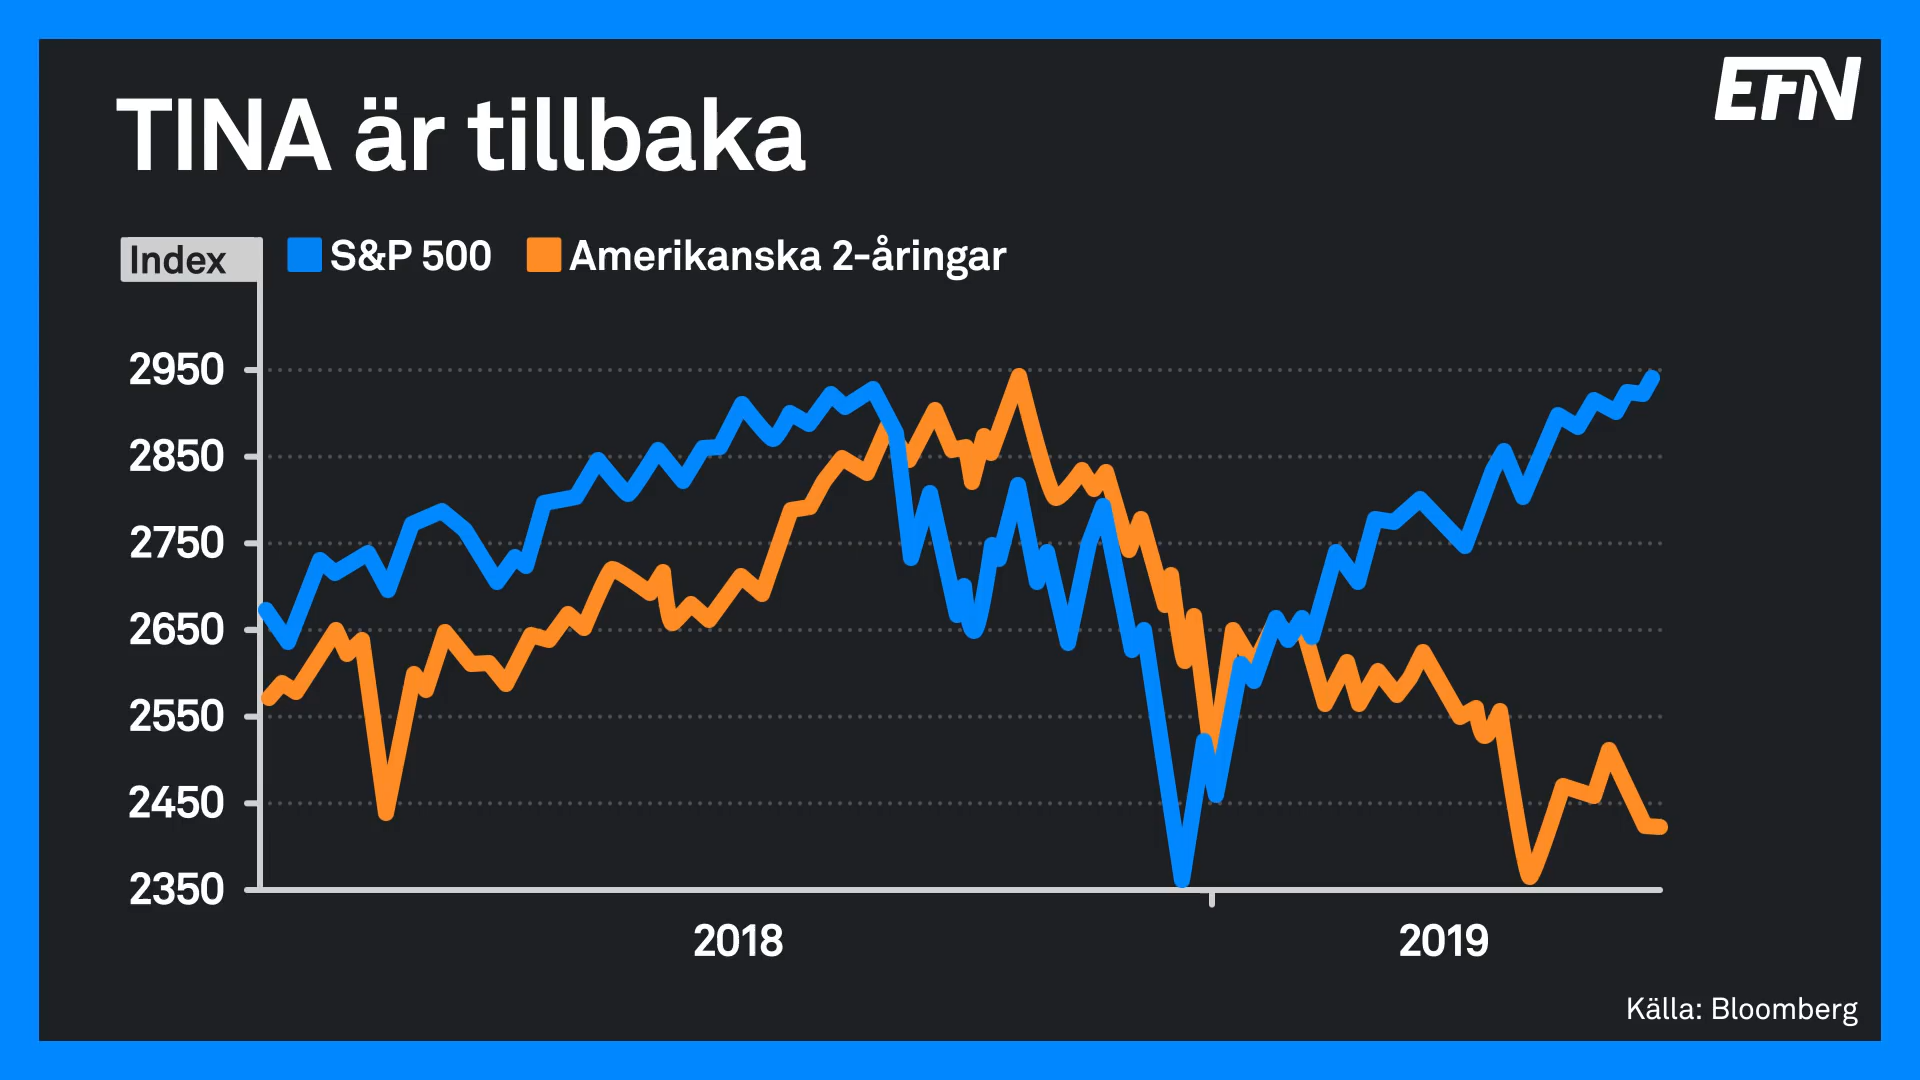 EFN
TINA är tillbaka
Index
S&P 500
Amerikanska 2-åringar
2950
2850
2750
2650
2550
2450
2350
2018
2019
Källa: Bloomberg